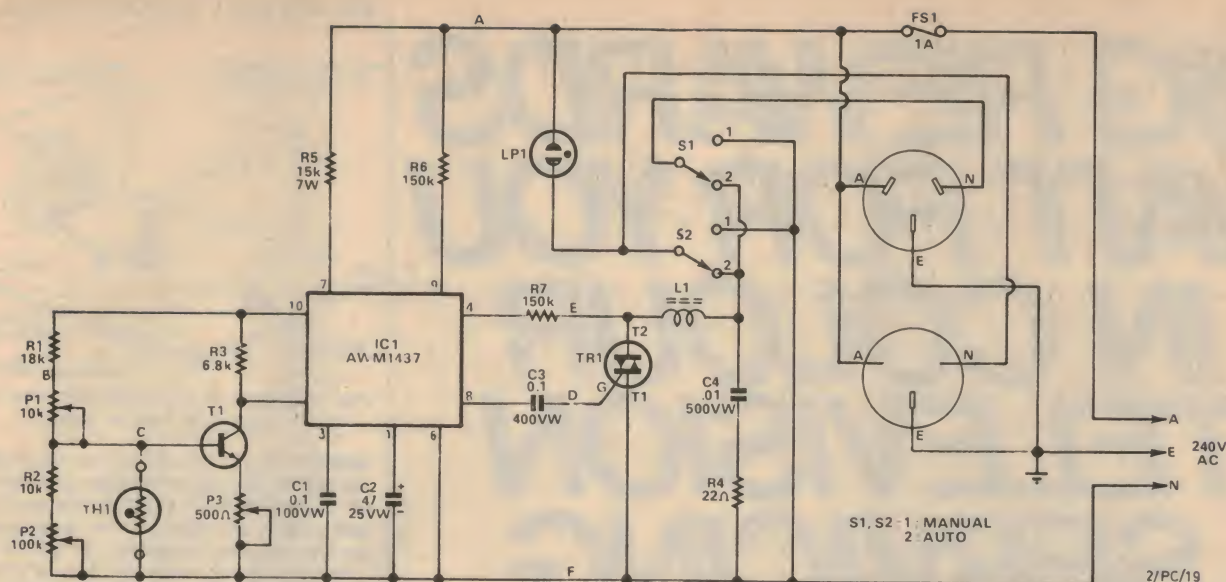 A
FS1
1A
R5
15k
7W
R6
150k
LP1
S1
1
2
S2
1
2
A
N
E
A
N
E
7
9
10
4
8
3
1
6
IC1
AWM1437
R1
18k
B
P1
10k
R3
6.8k
C
T1
R2
10k
P2
100k
TH1
P3
500Ω
C1
0.1
100VW
C2
47
25VW
+
−
R7
150k
E
C3
0.1
400VW
D
G
T2
TR1
T1
L1
C4
.01
500VW
R4
22Ω
A
E
N
240V
AC
S1, S2 1: MANUAL
2: AUTO
F
2/PC/19